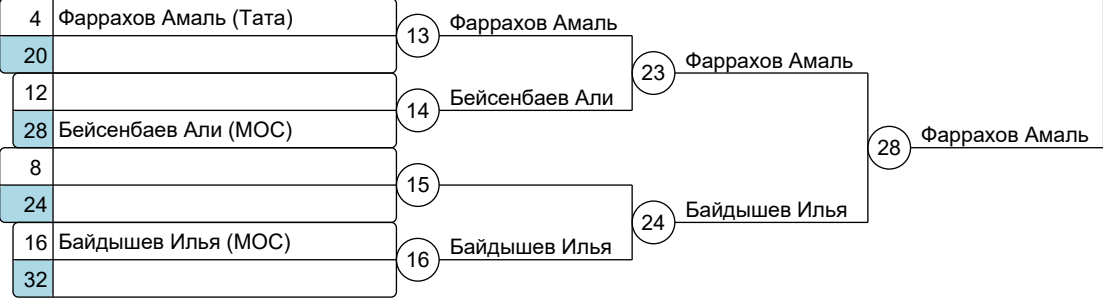 4 Фаррахов Амаль (Тата)
20
12
28 Бейсенбаев Али (МОС)
8
24
16 Байдышев Илья (МОС)
32
13 Фаррахов Амаль
14 Бейсенбаев Али
15
16 Байдышев Илья
23 Фаррахов Амаль
24 Байдышев Илья
28 Фаррахов Амаль